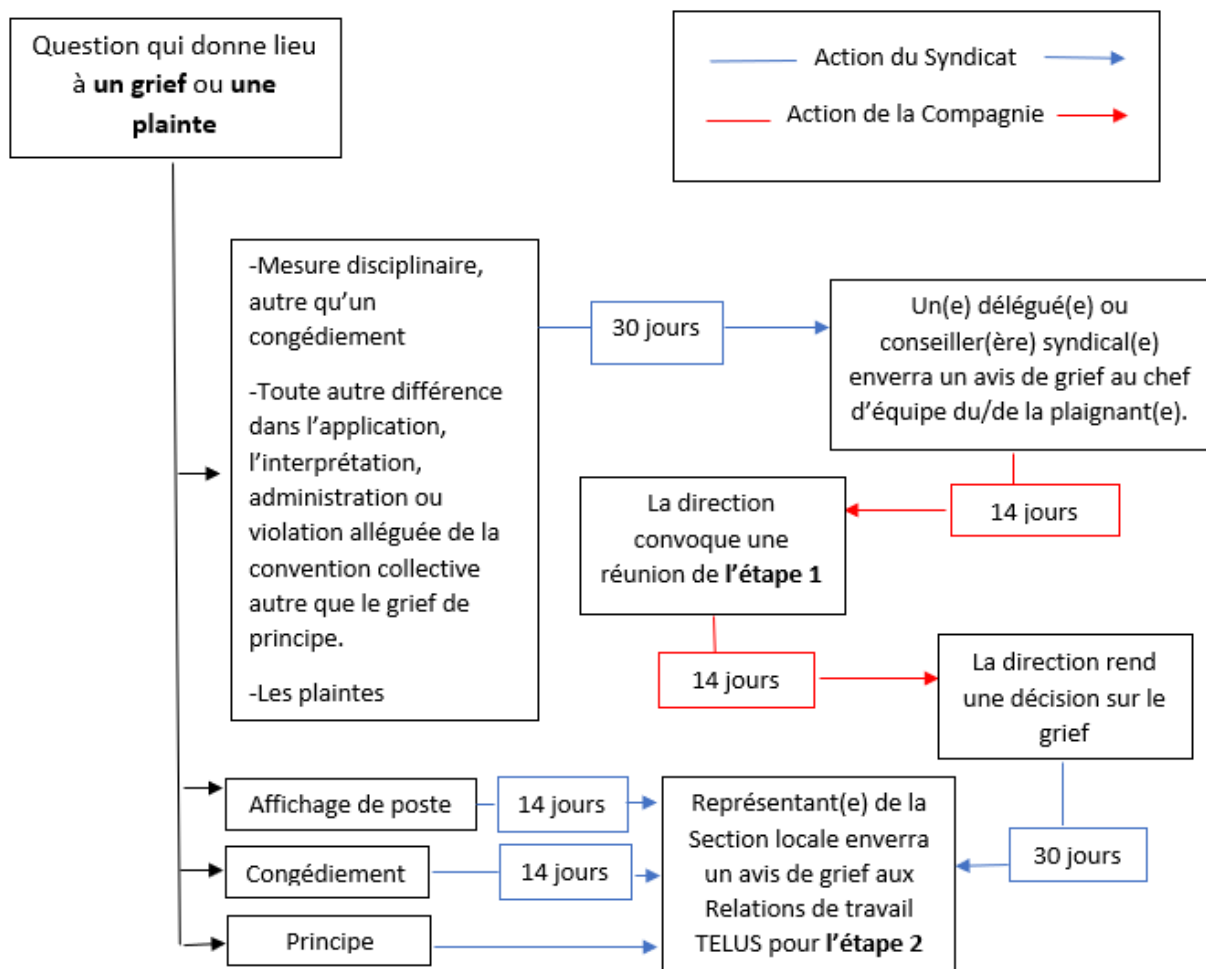 Question qui donne lieu
à un grief ou une
plainte
Action du Syndicat
Action de la Compagnie
-Mesure disciplinaire,
autre qu’un
congédiement
-Toute autre différence
dans l’application,
l’interprétation,
administration ou
violation alléguée de la
convention collective
autre que le grief de
principe.
-Les plaintes
30 jours
Un(e) délégué(e) ou
conseiller(ère) syndical(e)
enverra un avis de grief au chef
d’équipe du/de la plaignant(e).
14 jours
La direction
convoque une
réunion de l’étape 1
14 jours
La direction rend
une décision sur le
grief
30 jours
Affichage de poste
14 jours
Congédiement
14 jours
Principe
Représentant(e) de la
Section locale enverra
un avis de grief aux
Relations de travail
TELUS pour l’étape 2